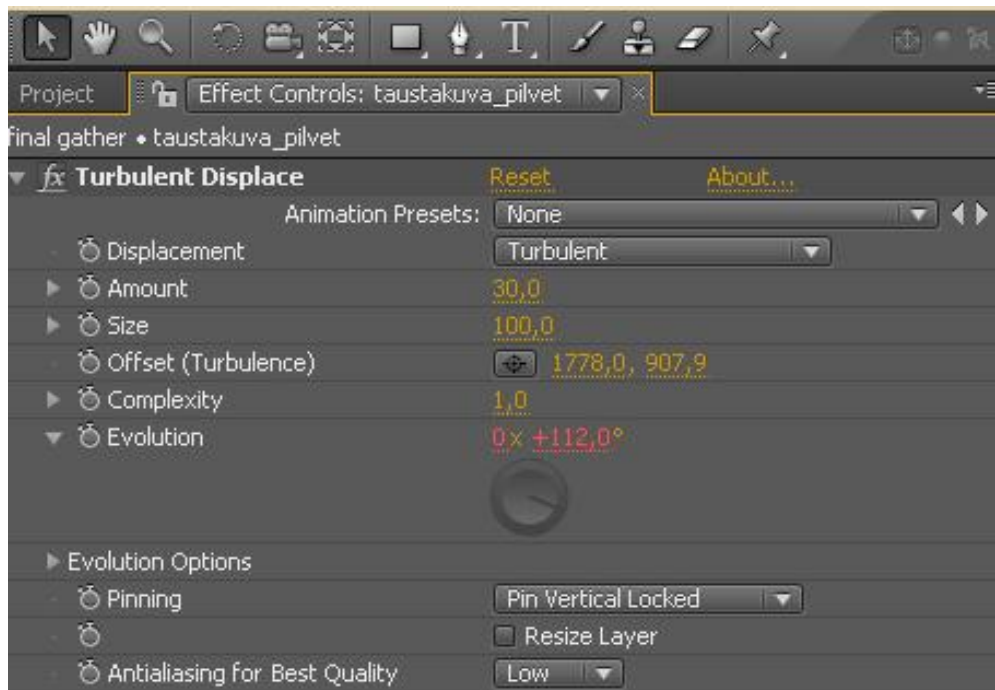 Project Effect Controls: taustakuva_pilvet
final gather • taustakuva_pilvet
fx Turbulent Displace Reset About...
Animation Presets: None
Displacement Turbulent
Amount 30,0
Size 100,0
Offset (Turbulence) 1778,0, 907,9
Complexity 1,0
Evolution 0x +112,0°
Evolution Options
Pinning Pin Vertical Locked
Resize Layer
Antialiasing for Best Quality Low